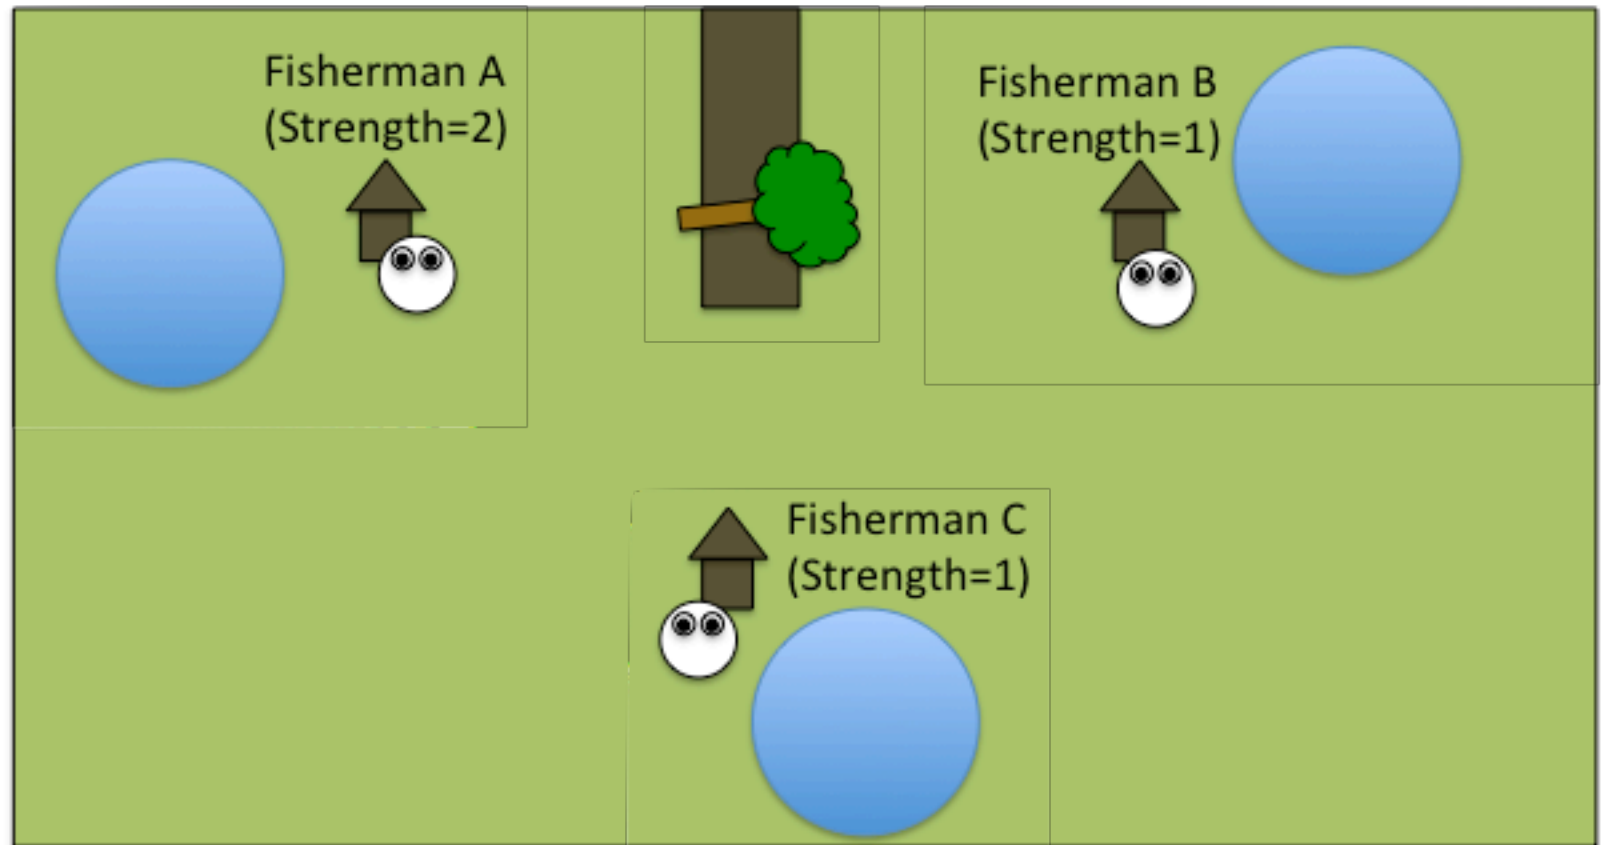 Fisherman A
(Strength=2)
Fisherman B
(Strength=1)
Fisherman C
(Strength=1)